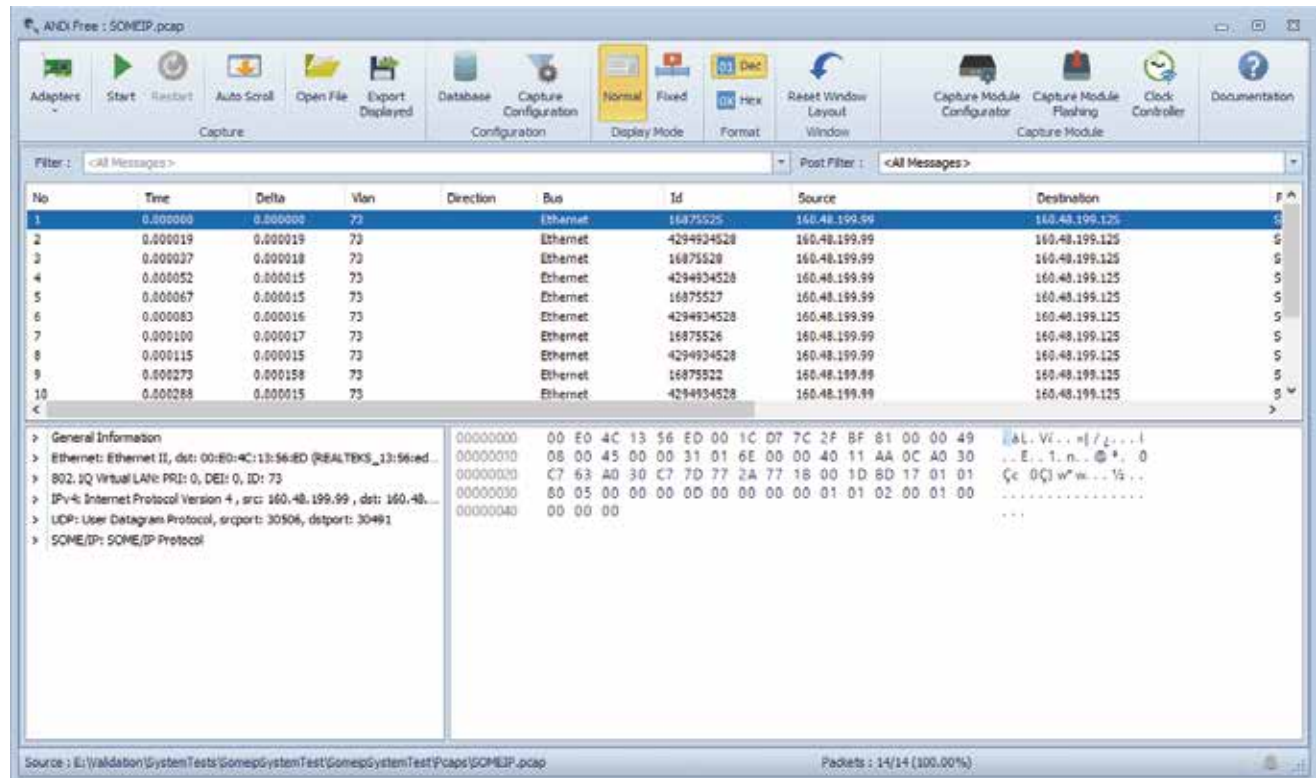 ANDi Free : SOMEIP.pcap
Adapters Start Restart Auto Scroll Open File Export Displayed Database Capture Configuration Normal Fixed 01 Dec 0X Hex Reset Window Layout Capture Module Configurator Capture Module Flashing Clock Controller Documentation
Capture Configuration Display Mode Format Window Capture Module
Filter : <All Messages> Post Filter : <All Messages>
No Time Delta Vlan Direction Bus Id Source Destination
1 0.000000 0.000000 73 Ethernet 16875525 160.48.199.99 160.48.199.125 S
2 0.000019 0.000019 73 Ethernet 4294934528 160.48.199.99 160.48.199.125 S
3 0.000037 0.000018 73 Ethernet 16875528 160.48.199.99 160.48.199.125 S
4 0.000052 0.000015 73 Ethernet 4294934528 160.48.199.99 160.48.199.125 S
5 0.000067 0.000015 73 Ethernet 16875527 160.48.199.99 160.48.199.125 S
6 0.000083 0.000016 73 Ethernet 4294934528 160.48.199.99 160.48.199.125 S
7 0.000100 0.000017 73 Ethernet 16875526 160.48.199.99 160.48.199.125 S
8 0.000115 0.000015 73 Ethernet 4294934528 160.48.199.99 160.48.199.125 S
9 0.000273 0.000158 73 Ethernet 16875522 160.48.199.99 160.48.199.125 S
10 0.000288 0.000015 73 Ethernet 4294934528 160.48.199.99 160.48.199.125 S
> General Information
> Ethernet: Ethernet II, dst: 00:E0:4C:13:56:ED (REALTEKS_13:56:ed...
> 802.1Q Virtual LAN: PRI: 0, DEI: 0, ID: 73
> IPv4: Internet Protocol Version 4 , src: 160.48.199.99 , dst: 160.48....
> UDP: User Datagram Protocol, srcport: 30506, dstport: 30491
> SOME/IP: SOME/IP Protocol
00000000 00 E0 4C 13 56 ED 00 1C D7 7C 2F BF 81 00 00 49
00000010 08 00 45 00 00 31 01 6E 00 00 40 11 AA 0C A0 30
00000020 C7 63 A0 30 C7 7D 77 2A 77 1B 00 1D 8D 17 01 01
00000030 80 05 00 00 00 0D 00 00 00 00 01 01 02 00 01 00
00000040 00 00 00
Source : E:\Validation\SystemTests\SomeipSystemTest\SomeipSystemTest\Pcaps\SOMEIP.pcap Packets : 14/14 (100.00%)